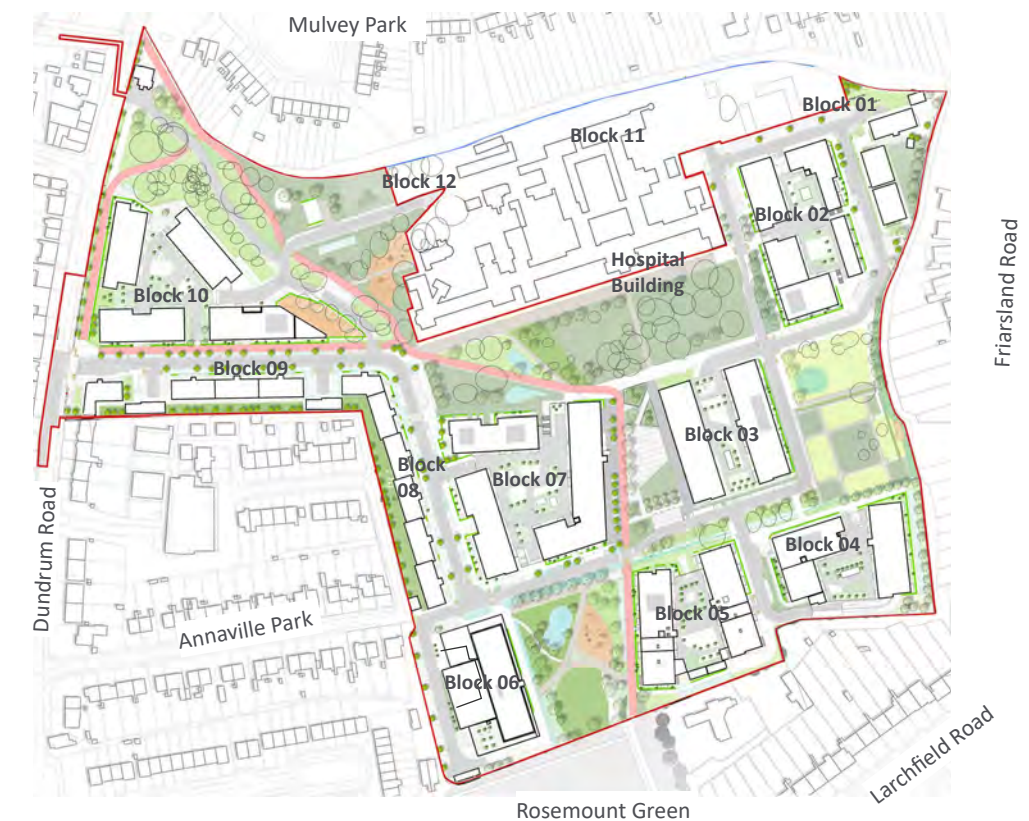 Mulvey Park
Block 01
Block 11
Block 12
Block 02
Hospital
Building
Block 10
Friarsland Road
Block 09
Block 03
Block
08
Block 07
Dundrum Road
Block 04
Block 05
Annaville Park
Block 06
Larchfield Road
Rosemount Green